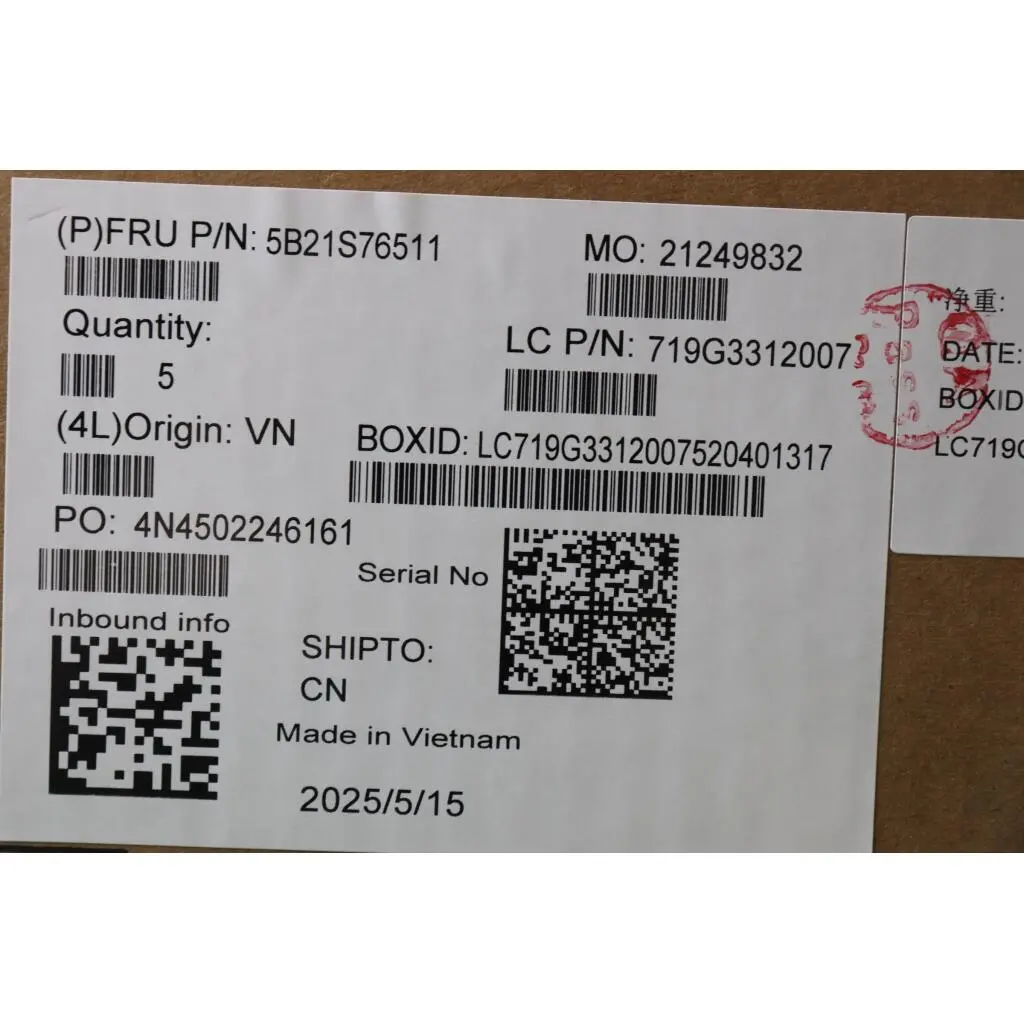 (P)FRU P/N: 5B21S76511
MO: 21249832
Quantity:
5
LC P/N: 719G3312007
(4L)Origin: VN
BOXID: LC719G3312007520401317
PO: 4N4502246161
Serial No
Inbound info
SHIPTO:
CN
Made in Vietnam
2025/5/15
净重:
DATE:
BOXID
LC719G